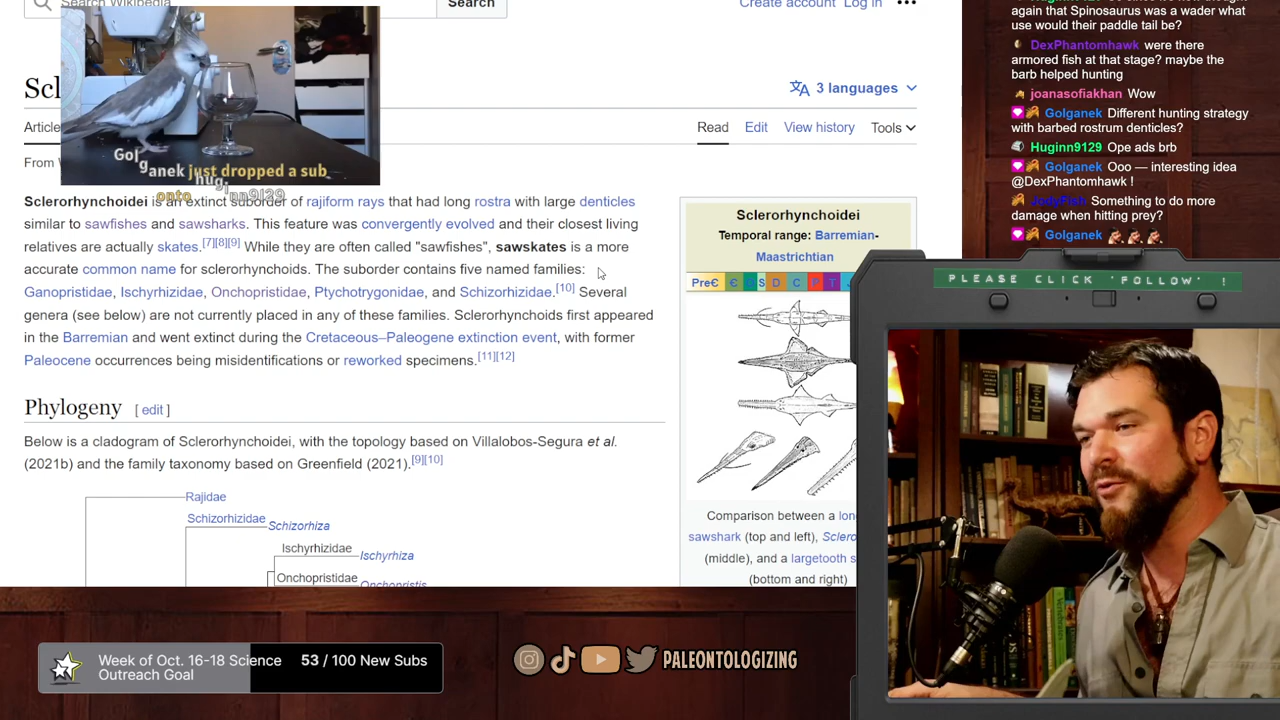 Search Wikipedia
Search
Create account Log in
Scl
3 languages
Article
Read Edit View history Tools
From W
Golganek just dropped a sub
onto huginn9129
Sclerorhynchoidei is an extinct suborder of rajiform rays that had long rostra with large denticles
similar to sawfishes and sawsharks. This feature was convergently evolved and their closest living
relatives are actually skates.[7][8][9] While they are often called "sawfishes", sawskates is a more
accurate common name for sclerorhynchoids. The suborder contains five named families:
Ganopristidae, Ischyrhizidae, Onchopristidae, Ptychotrygonidae, and Schizorhizidae.[10] Several
genera (see below) are not currently placed in any of these families. Sclerorhynchoids first appeared
in the Barremian and went extinct during the Cretaceous–Paleogene extinction event, with former
Paleocene occurrences being misidentifications or reworked specimens.[11][12]
Phylogeny [ edit ]
Below is a cladogram of Sclerorhynchoidei, with the topology based on Villalobos-Segura et al.
(2021b) and the family taxonomy based on Greenfield (2021).[9][10]
Rajidae
Schizorhizidae
Schizorhiza
Ischyrhizidae
Ischyrhiza
Onchopristidae
Onchopristis
Sclerorhynchoidei
Temporal range: Barremian-
Maastrichtian
PreЄ Є O S D C P T J
Comparison between a lon
sawshark (top and left), Sclero
(middle), and a largetooth s
(bottom and right)
again that Spinosaurus was a wader what
use would their paddle tail be?
DexPhantomhawk were there
armored fish at that stage? maybe the
barb helped hunting
joanasofiakhan Wow
Golganek Different hunting strategy
with barbed rostrum denticles?
Huginn9129 Ope ads brb
Golganek Ooo — interesting idea
@DexPhantomhawk !
JodyFish Something to do more
damage when hitting prey?
Golganek
PLEASE CLICK 'FOLLOW' !
Week of Oct. 16-18 Science
Outreach Goal
53 / 100 New Subs
PALEONTOLOGIZING